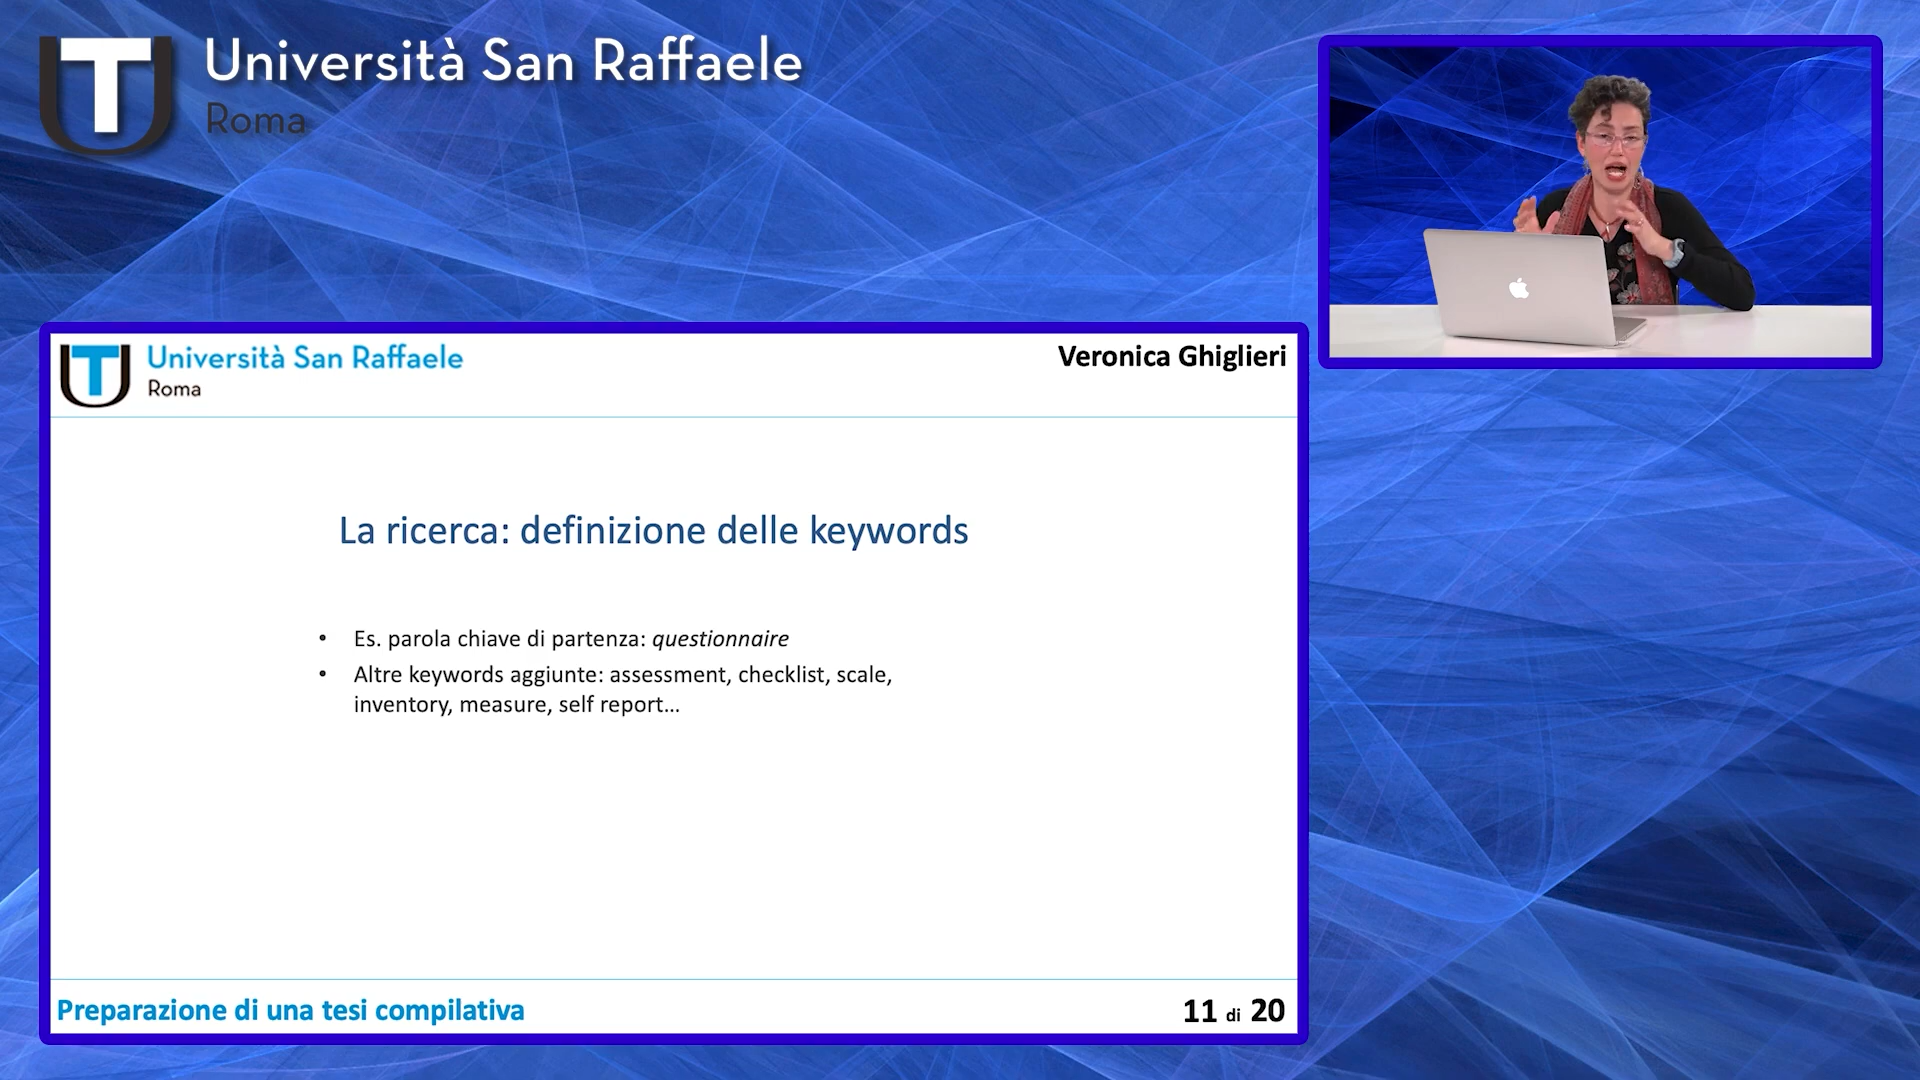 Università San Raffaele
Roma
Università San Raffaele
Roma
Veronica Ghiglieri
La ricerca: definizione delle keywords
• Es. parola chiave di partenza: questionnaire
• Altre keywords aggiunte: assessment, checklist, scale,
inventory, measure, self report...
Preparazione di una tesi compilativa
11 di 20